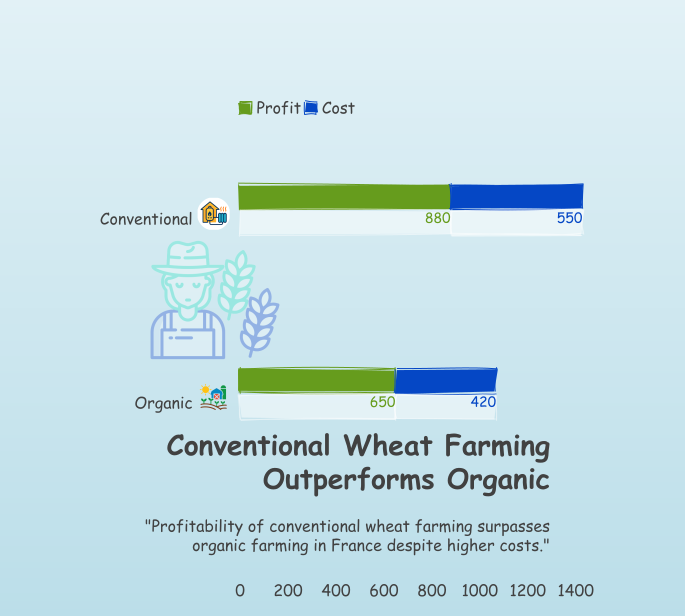 Profit Cost
Conventional
880 550
Organic
650 420
Conventional Wheat Farming
Outperforms Organic
"Profitability of conventional wheat farming surpasses
organic farming in France despite higher costs."
0 200 400 600 800 1000 1200 1400